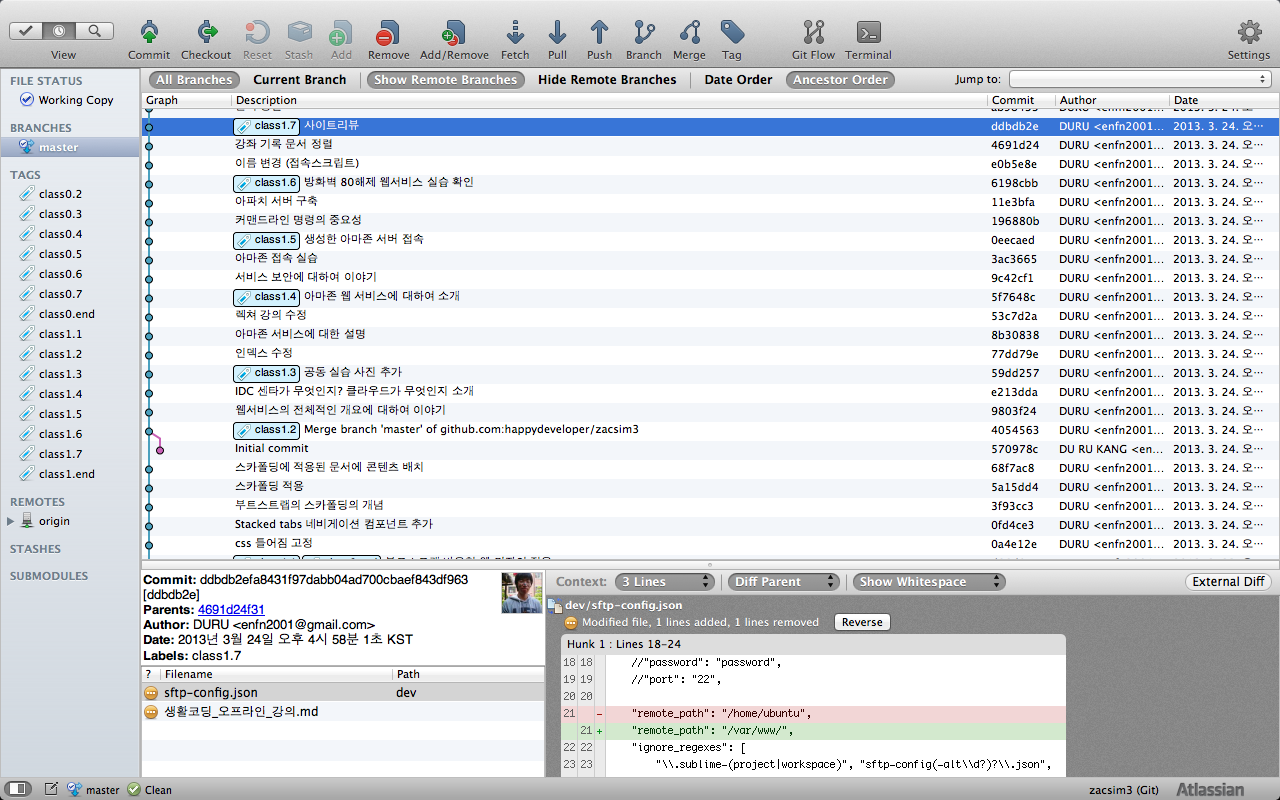 View Commit Checkout Reset Stash Add Remove Add/Remove Fetch Pull Push Branch Merge Tag Git Flow Terminal Settings
FILE STATUS
Working Copy
BRANCHES
master
TAGS
class0.2
class0.3
class0.4
class0.5
class0.6
class0.7
class0.end
class1.1
class1.2
class1.3
class1.4
class1.5
class1.6
class1.7
class1.end
REMOTES
origin
STASHES
SUBMODULES
All Branches Current Branch Show Remote Branches Hide Remote Branches Date Order Ancestor Order Jump to:
Graph Description Commit Author Date
class1.7 사이트리뷰 ddbdb2e DURU <enfn2001... 2013. 3. 24. 오…
강좌 기록 문서 정렬 4691d24 DURU <enfn2001... 2013. 3. 24. 오…
이름 변경 (접속스크립트) e0b5e8e DURU <enfn2001... 2013. 3. 24. 오…
class1.6 방화벽 80해제 웹서비스 실습 확인 6198cbb DURU <enfn2001... 2013. 3. 24. 오…
아파치 서버 구축 11e3bfa DURU <enfn2001... 2013. 3. 24. 오…
커맨드라인 명령의 중요성 196880b DURU <enfn2001... 2013. 3. 24. 오…
class1.5 생성한 아마존 서버 접속 0eecaed DURU <enfn2001... 2013. 3. 24. 오…
아마존 접속 실습 3ac3665 DURU <enfn2001... 2013. 3. 24. 오…
서비스 보안에 대하여 이야기 9c42cf1 DURU <enfn2001... 2013. 3. 24. 오…
class1.4 아마존 웹 서비스에 대하여 소개 5f7648c DURU <enfn2001... 2013. 3. 24. 오…
렉쳐 강의 수정 53c7d2a DURU <enfn2001... 2013. 3. 24. 오…
아마존 서비스에 대한 설명 8b30838 DURU <enfn2001... 2013. 3. 24. 오…
인덱스 수정 77dd79e DURU <enfn2001... 2013. 3. 24. 오…
class1.3 공동 실습 사진 추가 59dd257 DURU <enfn2001... 2013. 3. 24. 오…
IDC 센타가 무엇인지? 클라우드가 무엇인지 소개 e213dda DURU <enfn2001... 2013. 3. 24. 오…
웹서비스의 전체적인 개요에 대하여 이야기 9803f24 DURU <enfn2001... 2013. 3. 24. 오…
class1.2 Merge branch 'master' of github.com:happydeveloper/zacsim3 4054563 DURU <enfn2001... 2013. 3. 24. 오…
Initial commit 570978c DU RU KANG <en... 2013. 3. 24. 오…
스카폴딩에 적용된 문서에 콘텐츠 배치 68f7ac8 DURU <enfn2001... 2013. 3. 24. 오…
스카폴딩 적용 5a15dd4 DURU <enfn2001... 2013. 3. 24. 오…
부트스트랩의 스카폴딩의 개념 3f93cc3 DURU <enfn2001... 2013. 3. 24. 오…
Stacked tabs 네비게이션 컴포넌트 추가 0fd4ce3 DURU <enfn2001... 2013. 3. 24. 오…
css 들어짐 고정 0a4e12e DURU <enfn2001... 2013. 3. 24. 오…
Commit: ddbdb2efa8431f97dabb04ad700cbaef843df963
[ddbdb2e]
Parents: 4691d24f31
Author: DURU <enfn2001@gmail.com>
Date: 2013년 3월 24일 오후 4시 58분 1초 KST
Labels: class1.7
? Filename Path
sftp-config.json dev
생활코딩_오프라인_강의.md
Context: 3 Lines Diff Parent Show Whitespace External Diff
dev/sftp-config.json
Modified file, 1 lines added, 1 lines removed Reverse
Hunk 1 : Lines 18-24
18 18 //"password": "password",
19 19 //"port": "22",
20 20
21 - "remote_path": "/home/ubuntu",
21 + "remote_path": "/var/www/",
22 22 "ignore_regexes": [
23 23 "\\.sublime-(project|workspace)", "sftp-config(-alt\\d?)?\\.json",
master Clean zacsim3 (Git) Atlassian